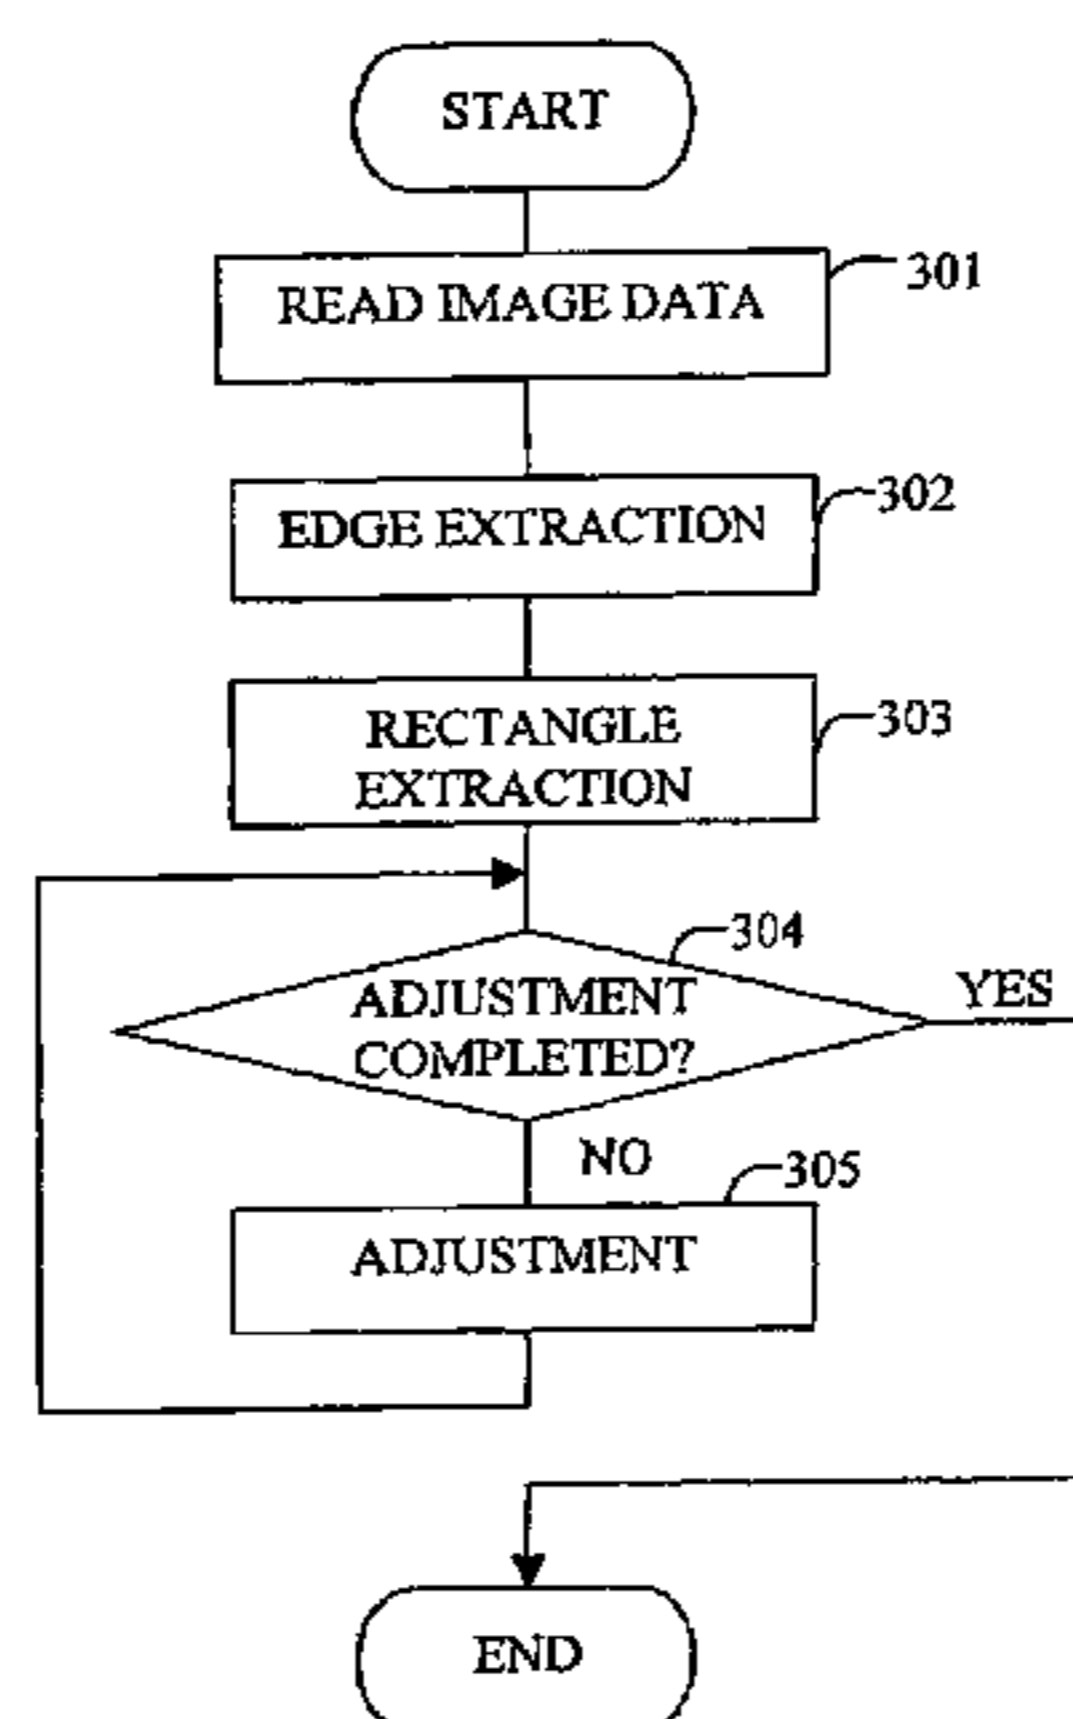 START
READ IMAGE DATA
301
EDGE EXTRACTION
302
RECTANGLE
EXTRACTION
303
304
ADJUSTMENT
COMPLETED?
YES
NO
305
ADJUSTMENT
END